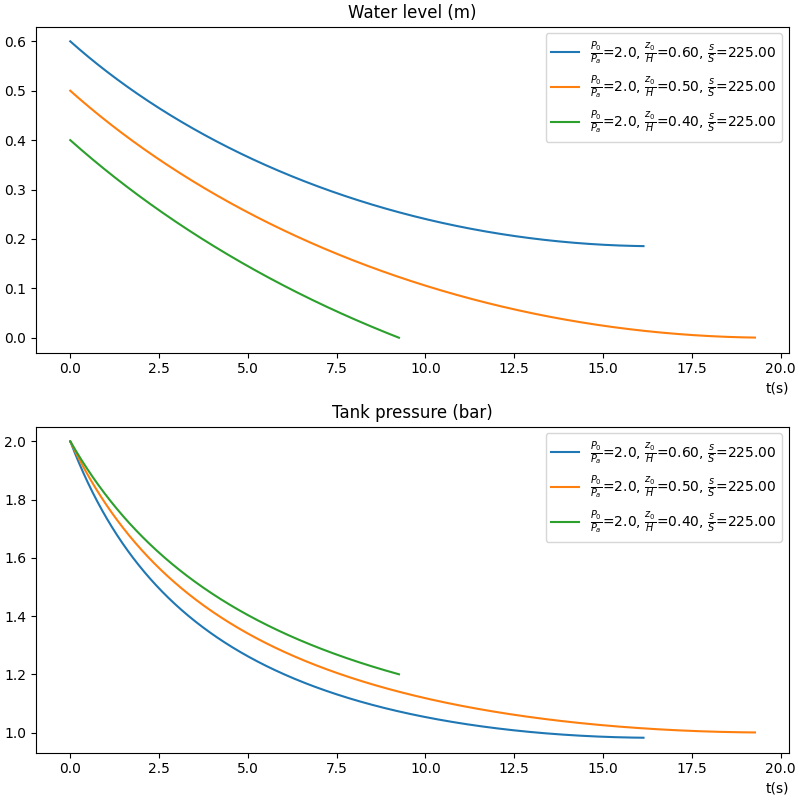 Water level (m)
P₀/Pₐ=2.0, z₀/H=0.60, s/S=225.00
P₀/Pₐ=2.0, z₀/H=0.50, s/S=225.00
P₀/Pₐ=2.0, z₀/H=0.40, s/S=225.00
0.6
0.5
0.4
0.3
0.2
0.1
0.0
0.0 2.5 5.0 7.5 10.0 12.5 15.0 17.5 20.0
t(s)
Tank pressure (bar)
P₀/Pₐ=2.0, z₀/H=0.60, s/S=225.00
P₀/Pₐ=2.0, z₀/H=0.50, s/S=225.00
P₀/Pₐ=2.0, z₀/H=0.40, s/S=225.00
2.0
1.8
1.6
1.4
1.2
1.0
0.0 2.5 5.0 7.5 10.0 12.5 15.0 17.5 20.0
t(s)